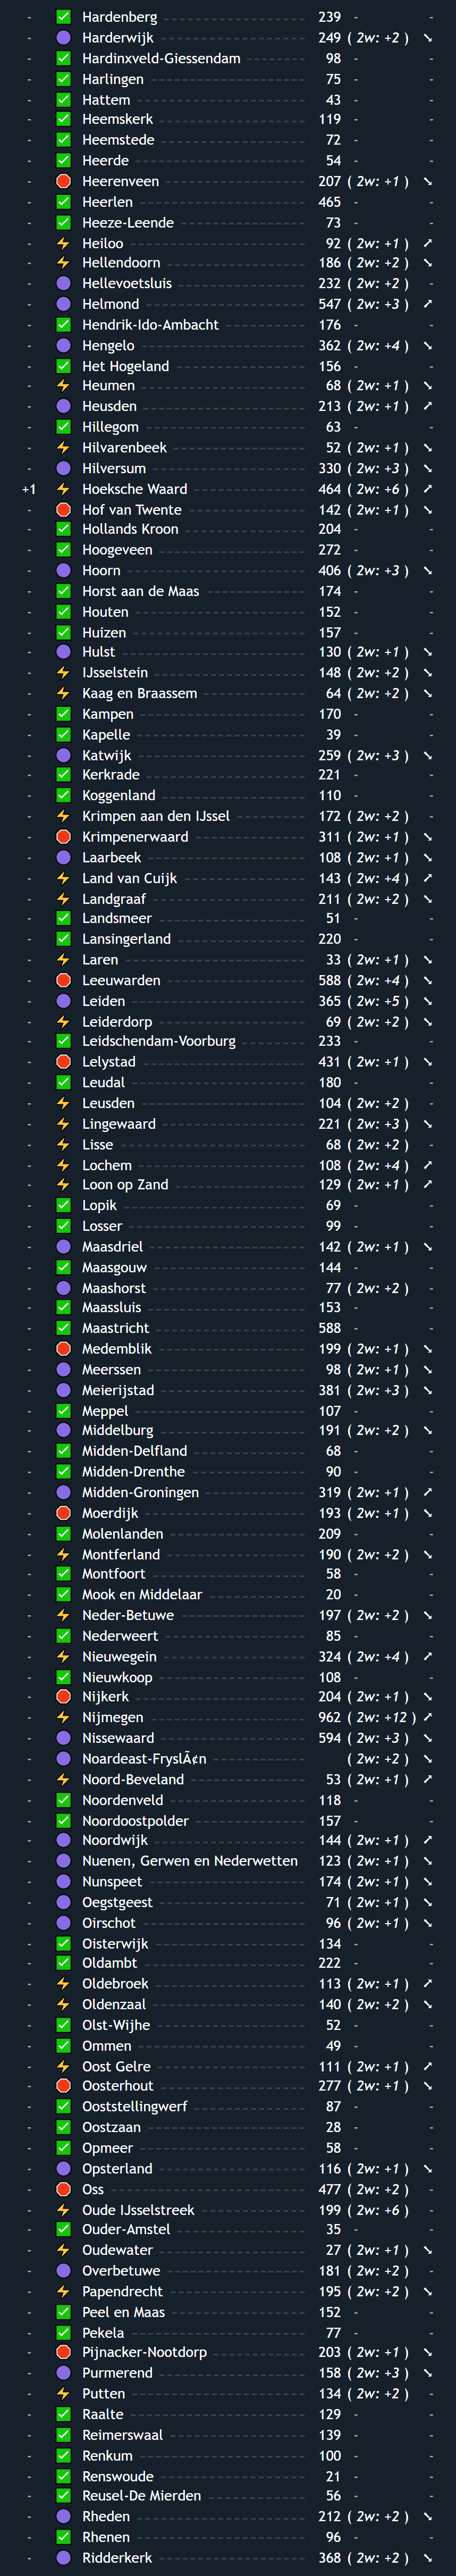 - ✅ Hardenberg 239 - -
- 🟣 Harderwijk 249 ( 2w: +2 ) ↘
- ✅ Hardinxveld-Giessendam 98 - -
- ✅ Harlingen 75 - -
- ✅ Hattem 43 - -
- ✅ Heemskerk 119 - -
- ✅ Heemstede 72 - -
- ✅ Heerde 54 - -
- 🛑 Heerenveen 207 ( 2w: +1 ) ↘
- ✅ Heerlen 465 - -
- ✅ Heeze-Leende 73 - -
- ⚡ Heiloo 92 ( 2w: +1 ) ↗
- ⚡ Hellendoorn 186 ( 2w: +2 ) ↘
- 🟣 Hellevoetsluis 232 ( 2w: +2 ) -
- 🟣 Helmond 547 ( 2w: +3 ) ↗
- ✅ Hendrik-Ido-Ambacht 176 - -
- 🟣 Hengelo 362 ( 2w: +4 ) ↘
- ✅ Het Hogeland 156 - -
- ⚡ Heumen 68 ( 2w: +1 ) ↘
- 🟣 Heusden 213 ( 2w: +1 ) ↗
- ✅ Hillegom 63 - -
- ⚡ Hilvarenbeek 52 ( 2w: +1 ) ↘
- 🟣 Hilversum 330 ( 2w: +3 ) ↘
+1 ⚡ Hoeksche Waard 464 ( 2w: +6 ) ↗
- 🛑 Hof van Twente 142 ( 2w: +1 ) ↘
- ✅ Hollands Kroon 204 - -
- ✅ Hoogeveen 272 - -
- 🟣 Hoorn 406 ( 2w: +3 ) ↘
- ✅ Horst aan de Maas 174 - -
- ✅ Houten 152 - -
- ✅ Huizen 157 - -
- 🟣 Hulst 130 ( 2w: +1 ) ↘
- ⚡ IJsselstein 148 ( 2w: +2 ) ↘
- ⚡ Kaag en Braassem 64 ( 2w: +2 ) ↘
- ✅ Kampen 170 - -
- ✅ Kapelle 39 - -
- 🟣 Katwijk 259 ( 2w: +3 ) ↘
- ✅ Kerkrade 221 - -
- ✅ Koggenland 110 - -
- ⚡ Krimpen aan den IJssel 172 ( 2w: +2 ) -
- 🛑 Krimpenerwaard 311 ( 2w: +1 ) ↘
- 🟣 Laarbeek 108 ( 2w: +1 ) ↘
- ⚡ Land van Cuijk 143 ( 2w: +4 ) ↗
- ⚡ Landgraaf 211 ( 2w: +2 ) ↘
- ✅ Landsmeer 51 - -
- ✅ Lansingerland 220 - -
- ⚡ Laren 33 ( 2w: +1 ) ↘
- 🛑 Leeuwarden 588 ( 2w: +4 ) ↘
- 🟣 Leiden 365 ( 2w: +5 ) ↘
- ⚡ Leiderdorp 69 ( 2w: +2 ) ↘
- ✅ Leidschendam-Voorburg 233 - -
- 🛑 Lelystad 431 ( 2w: +1 ) ↘
- ✅ Leudal 180 - -
- ⚡ Leusden 104 ( 2w: +2 ) -
- ⚡ Lingewaard 221 ( 2w: +3 ) ↘
- ⚡ Lisse 68 ( 2w: +2 ) -
- ⚡ Lochem 108 ( 2w: +4 ) ↗
- ⚡ Loon op Zand 129 ( 2w: +1 ) ↗
- ✅ Lopik 69 - -
- ✅ Losser 99 - -
- 🟣 Maasdriel 142 ( 2w: +1 ) ↘
- ✅ Maasgouw 144 - -
- 🟣 Maashorst 77 ( 2w: +2 ) -
- ✅ Maassluis 153 - -
- ✅ Maastricht 588 - -
- 🛑 Medemblik 199 ( 2w: +1 ) ↘
- 🟣 Meerssen 98 ( 2w: +1 ) ↘
- 🟣 Meierijstad 381 ( 2w: +3 ) ↘
- ✅ Meppel 107 - -
- 🟣 Middelburg 191 ( 2w: +2 ) ↘
- ✅ Midden-Delfland 68 - -
- ✅ Midden-Drenthe 90 - -
- 🟣 Midden-Groningen 319 ( 2w: +1 ) ↗
- 🛑 Moerdijk 193 ( 2w: +1 ) ↘
- ✅ Molenlanden 209 - -
- ⚡ Montferland 190 ( 2w: +2 ) ↘
- ✅ Montfoort 58 - -
- ✅ Mook en Middelaar 20 - -
- ⚡ Neder-Betuwe 197 ( 2w: +2 ) ↘
- ✅ Nederweert 85 - -
- ⚡ Nieuwegein 324 ( 2w: +4 ) ↗
- ✅ Nieuwkoop 108 - -
- 🛑 Nijkerk 204 ( 2w: +1 ) ↘
- ⚡ Nijmegen 962 ( 2w: +12 ) ↗
- 🟣 Nissewaard 594 ( 2w: +3 ) ↘
- 🟣 Noardeast-FryslÃ¢n ( 2w: +2 ) ↘
- ⚡ Noord-Beveland 53 ( 2w: +1 ) ↗
- ✅ Noordenveld 118 - -
- ✅ Noordoostpolder 157 - -
- 🟣 Noordwijk 144 ( 2w: +1 ) ↗
- 🟣 Nuenen, Gerwen en Nederwetten 123 ( 2w: +1 ) ↘
- 🟣 Nunspeet 174 ( 2w: +1 ) ↘
- 🟣 Oegstgeest 71 ( 2w: +1 ) ↘
- 🟣 Oirschot 96 ( 2w: +1 ) ↘
- ✅ Oisterwijk 134 - -
- ✅ Oldambt 222 - -
- ⚡ Oldebroek 113 ( 2w: +1 ) ↗
- ⚡ Oldenzaal 140 ( 2w: +2 ) ↘
- ✅ Olst-Wijhe 52 - -
- ✅ Ommen 49 - -
- ⚡ Oost Gelre 111 ( 2w: +1 ) ↗
- 🛑 Oosterhout 277 ( 2w: +1 ) ↘
- ✅ Ooststellingwerf 87 - -
- ✅ Oostzaan 28 - -
- ✅ Opmeer 58 - -
- 🟣 Opsterland 116 ( 2w: +1 ) ↘
- 🛑 Oss 477 ( 2w: +2 ) -
- ⚡ Oude IJsselstreek 199 ( 2w: +6 ) -
- ✅ Ouder-Amstel 35 - -
- ⚡ Oudewater 27 ( 2w: +1 ) ↘
- 🟣 Overbetuwe 181 ( 2w: +2 ) -
- ⚡ Papendrecht 195 ( 2w: +2 ) ↘
- ✅ Peel en Maas 152 - -
- ✅ Pekela 77 - -
- 🛑 Pijnacker-Nootdorp 203 ( 2w: +1 ) ↘
- 🟣 Purmerend 158 ( 2w: +3 ) ↘
- ⚡ Putten 134 ( 2w: +2 ) -
- ✅ Raalte 129 - -
- ✅ Reimerswaal 139 - -
- ✅ Renkum 100 - -
- ✅ Renswoude 21 - -
- ✅ Reusel-De Mierden 56 - -
- 🟣 Rheden 212 ( 2w: +2 ) ↘
- ✅ Rhenen 96 - -
- 🟣 Ridderkerk 368 ( 2w: +2 ) ↘